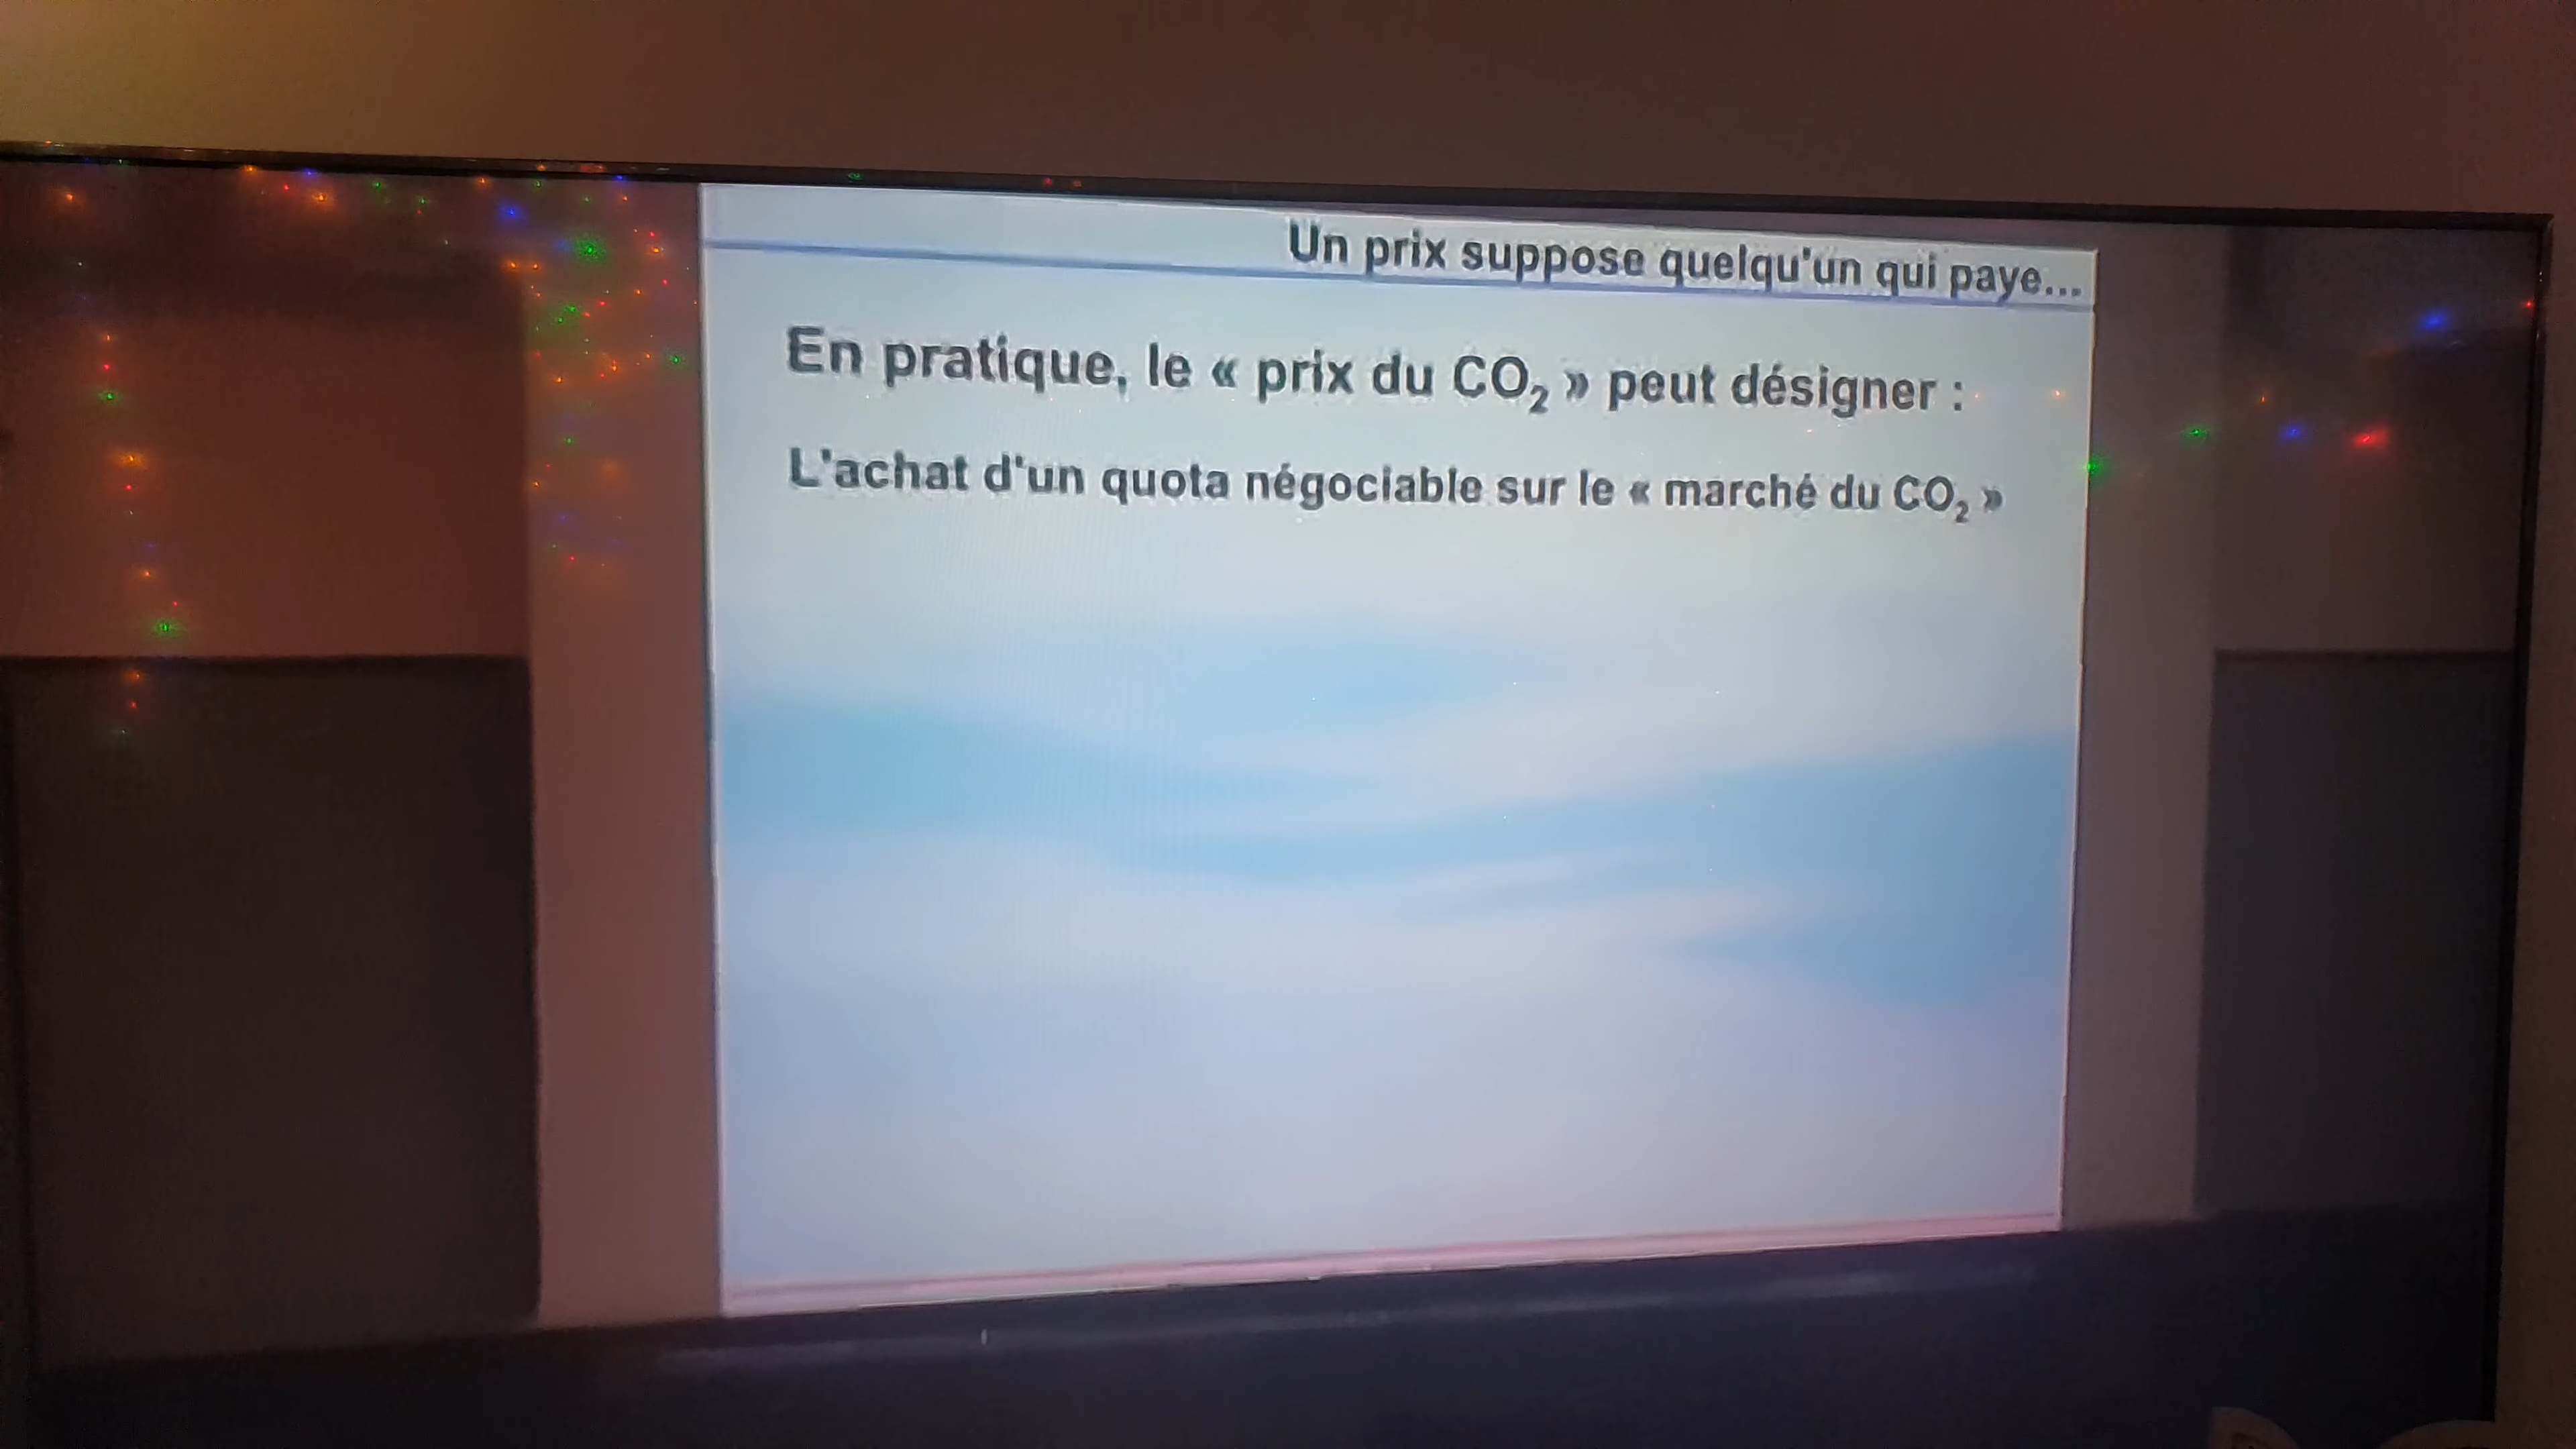 Un prix suppose quelqu'un qui paye...
En pratique, le « prix du CO₂ » peut désigner :
L'achat d'un quota négociable sur le « marché du CO₂ »